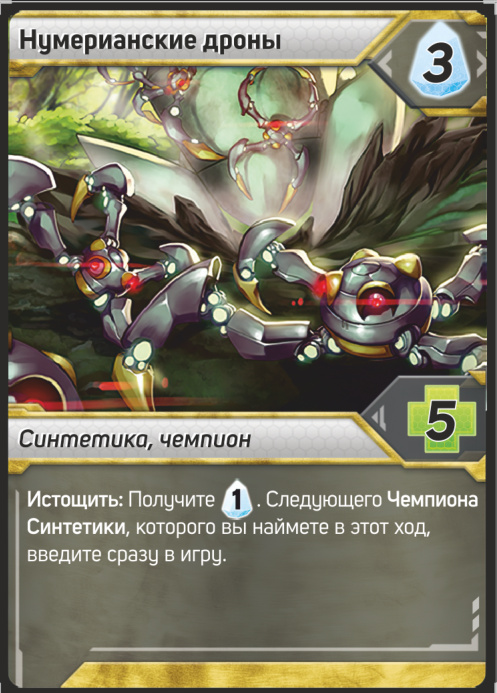 Нумерианские дроны
3
5
Синтетика, чемпион
Истощить: Получите 1. Следующего Чемпиона
Синтетики, которого вы наймете в этот ход,
введите сразу в игру.